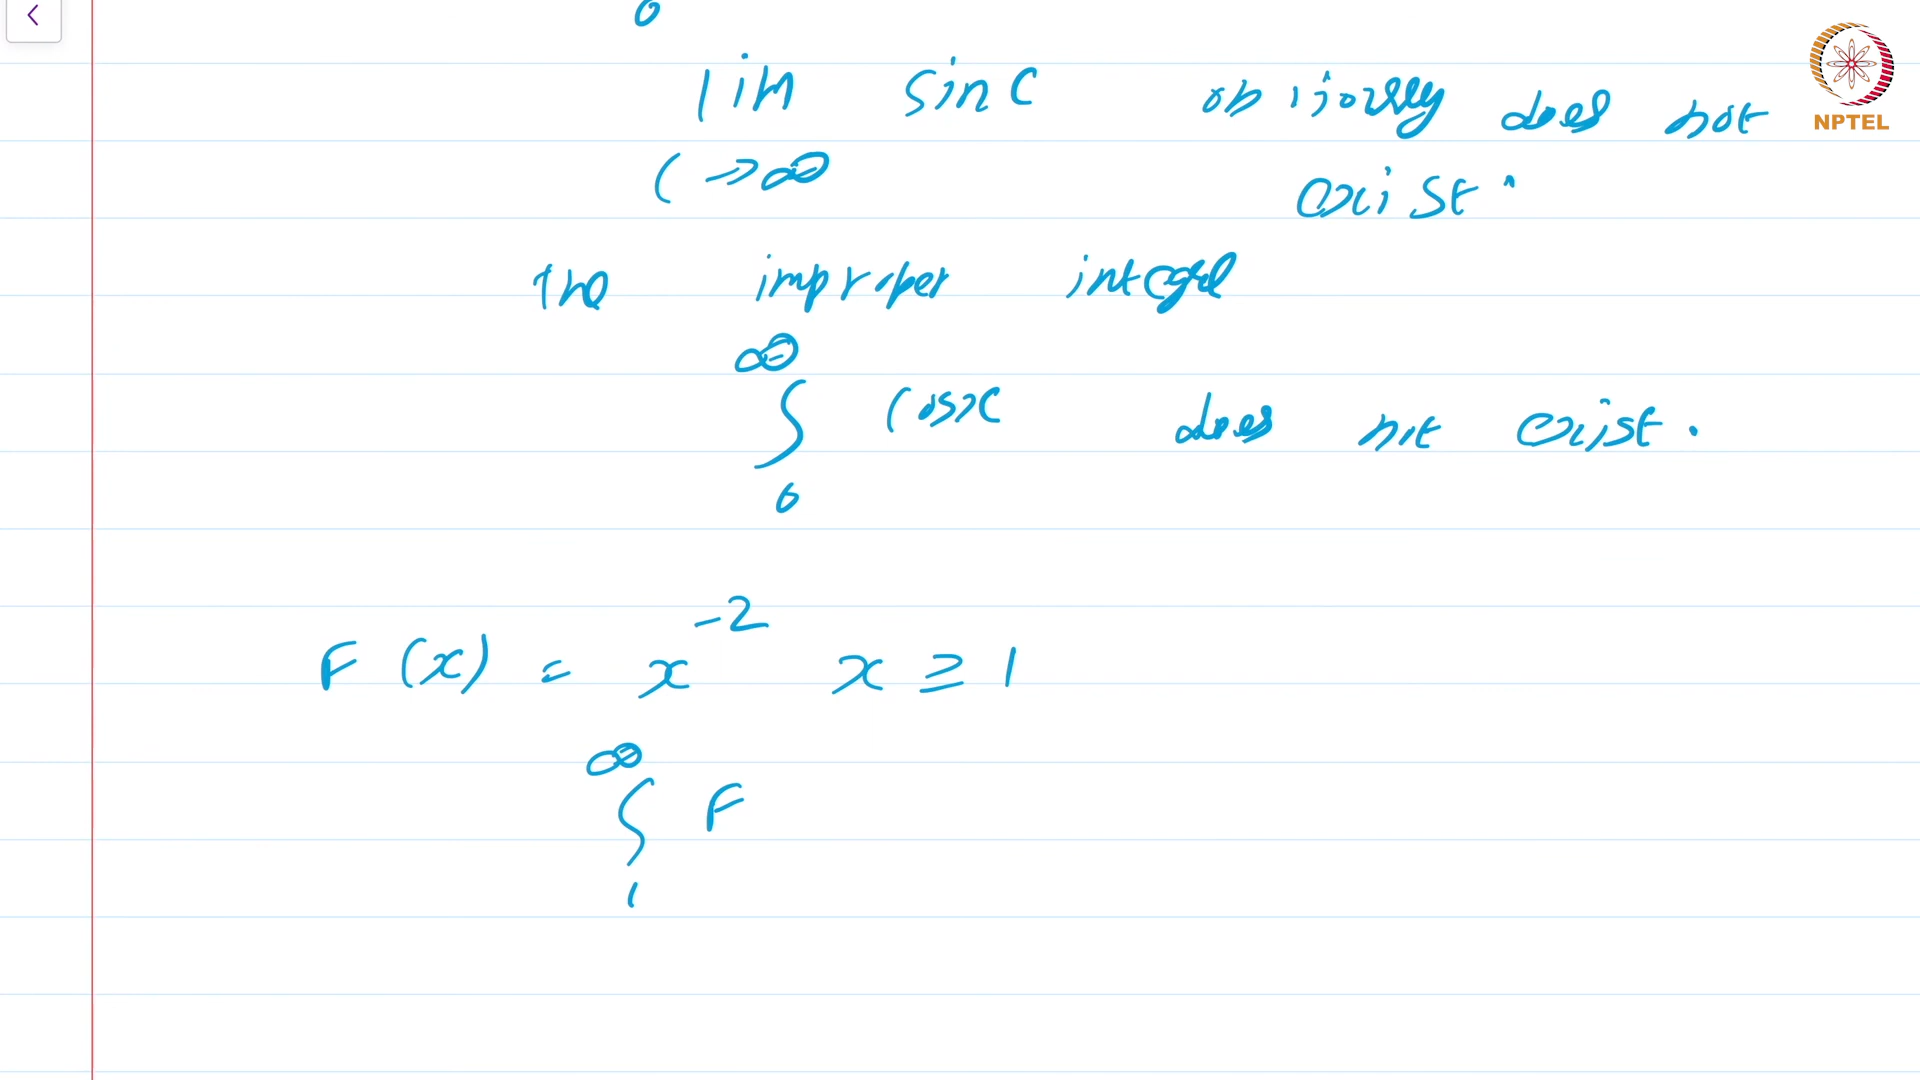 0
lim sin c obviously does not
c → ∞ exist.
the improper integral
∞
∫ cos x does not exist.
0
F(x) = x^-2 x ≥ 1
∞
∫ F
1
NPTEL